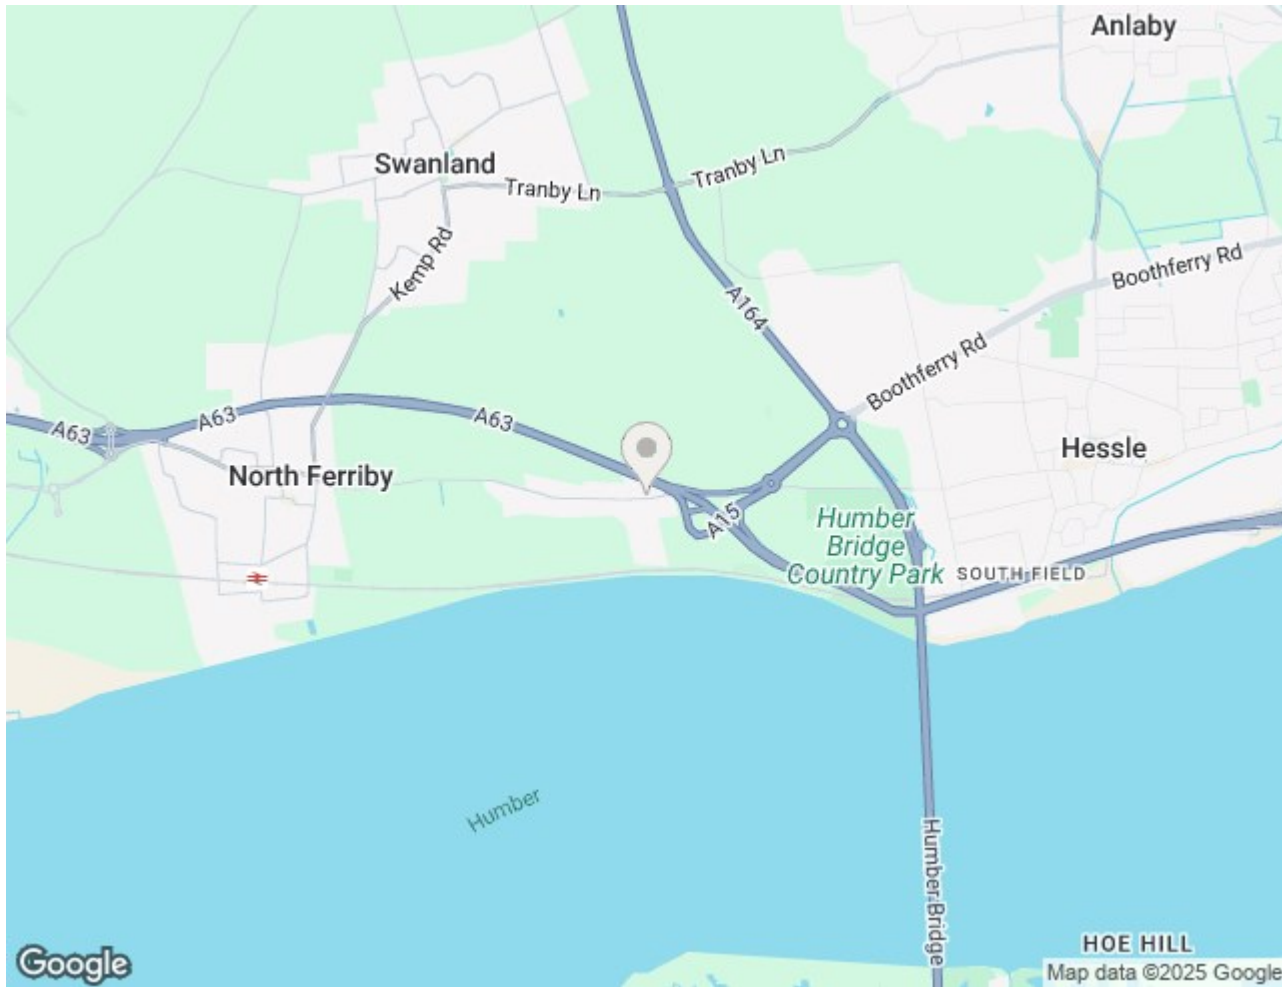 Anlaby
Swanland
Tranby Ln
Tranby Ln
Kemp Rd
Boothferry Rd
A164
Boothferry Rd
A63
A63
A63
Hessle
North Ferriby
A15
Humber
Bridge
Country Park
SOUTH FIELD
Humber
Humber Bridge
HOE HILL
Google
Map data ©2025 Google